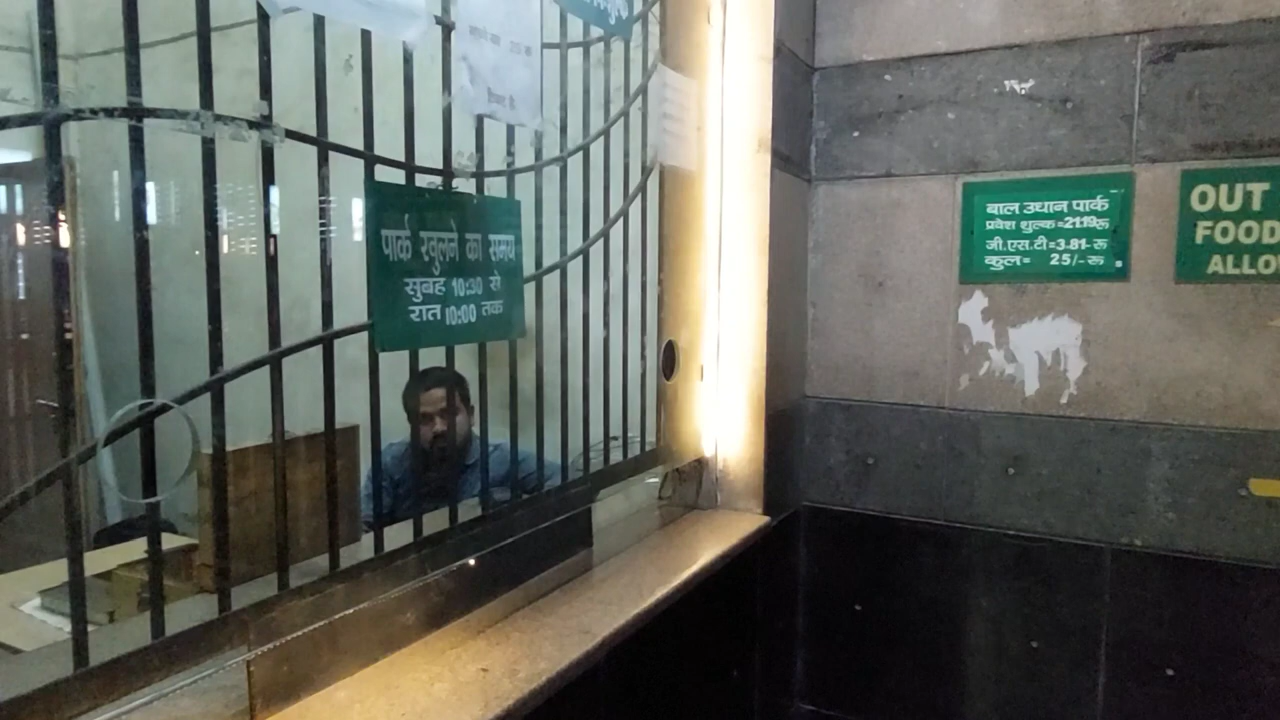 पार्क खुलने का समय
सुबह 10:30 से
रात 10:00 तक
बाल उधान पार्क
प्रवेश शुल्क=21.19रू
जी.एस.टी=3.81-रू
कुल= 25/-रू
OUT
FOOD
ALLO